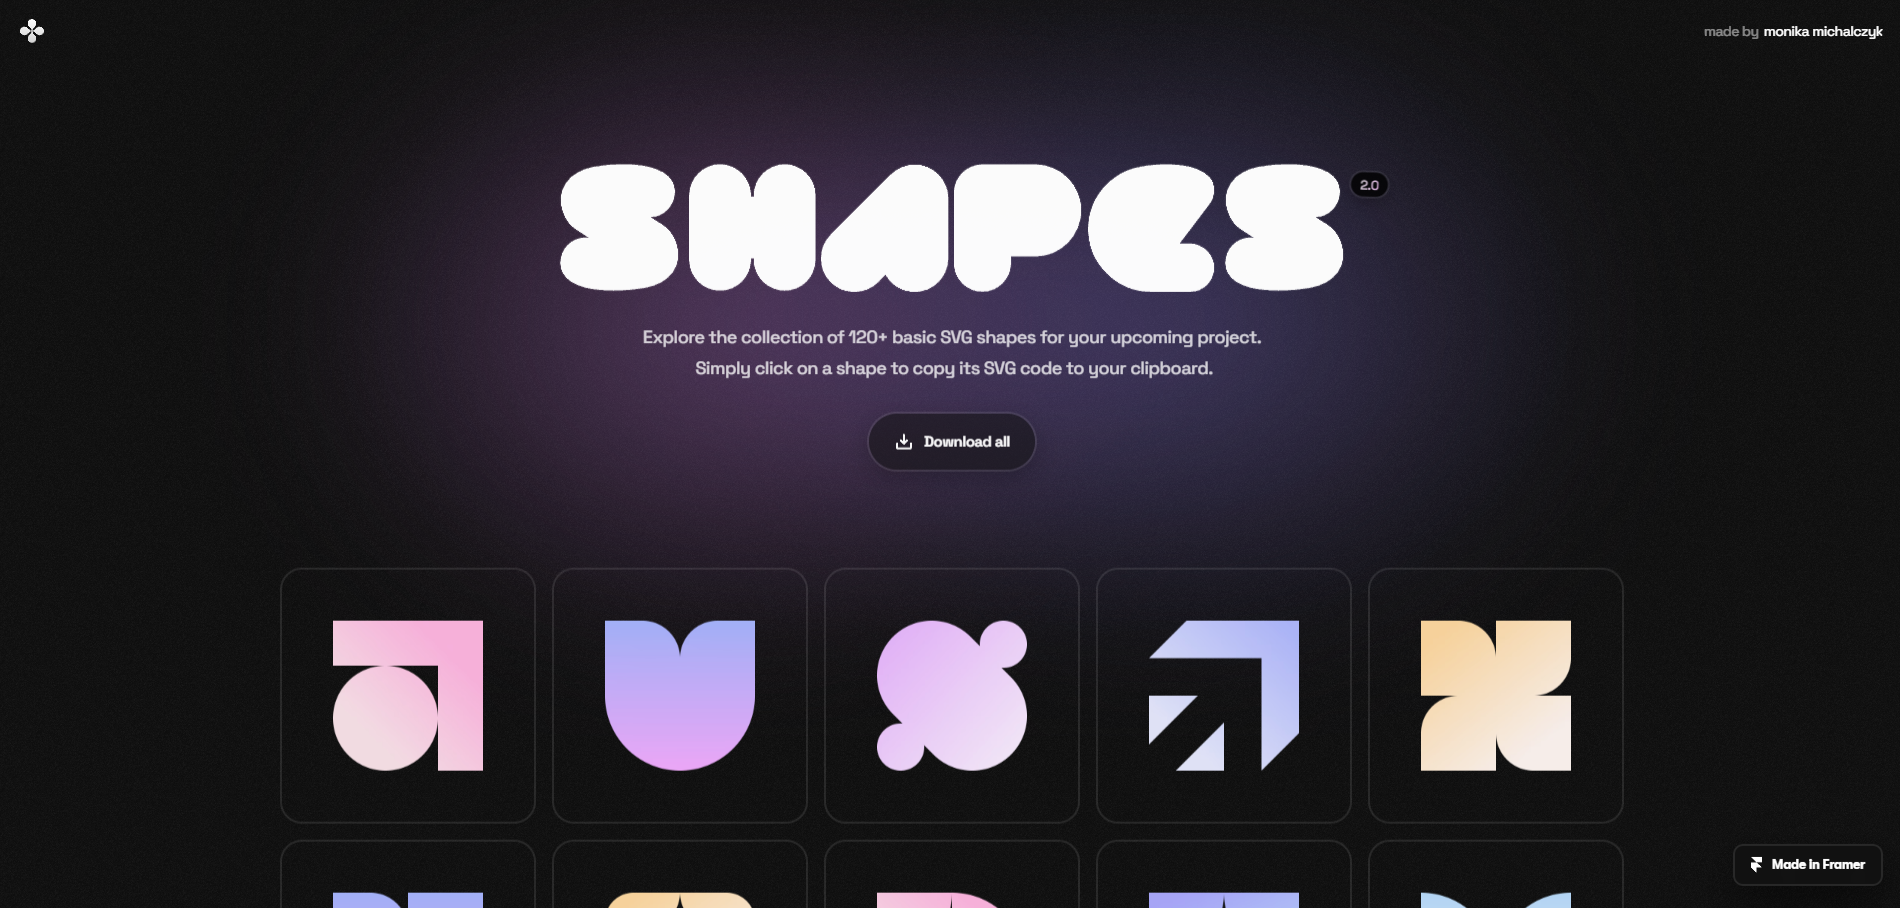 made by monika michalczyk
SHAPES
2.0
Explore the collection of 120+ basic SVG shapes for your upcoming project.
Simply click on a shape to copy its SVG code to your clipboard.
Download all
Made In Framer